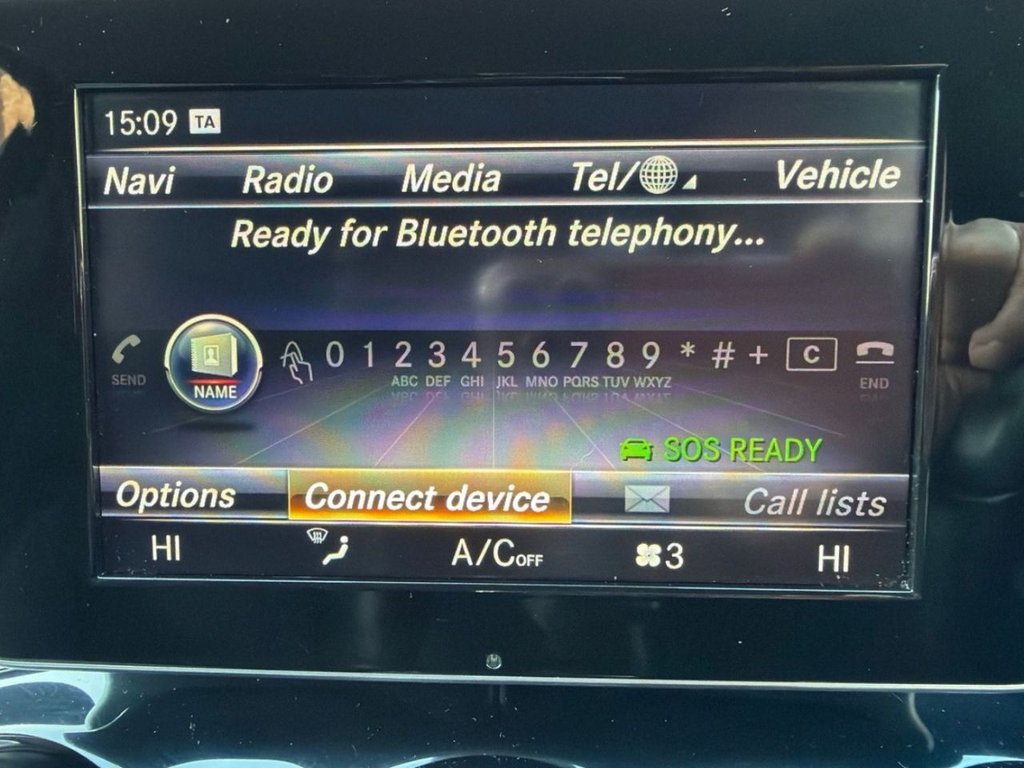 15:09 TA
Navi Radio Media Tel/ Vehicle
Ready for Bluetooth telephony...
SEND NAME 0 1 2 3 4 5 6 7 8 9 * # + C END
ABC DEF GHI JKL MNO PQRS TUV WXYZ
SOS READY
Options Connect device Call lists
HI A/C OFF 3 HI